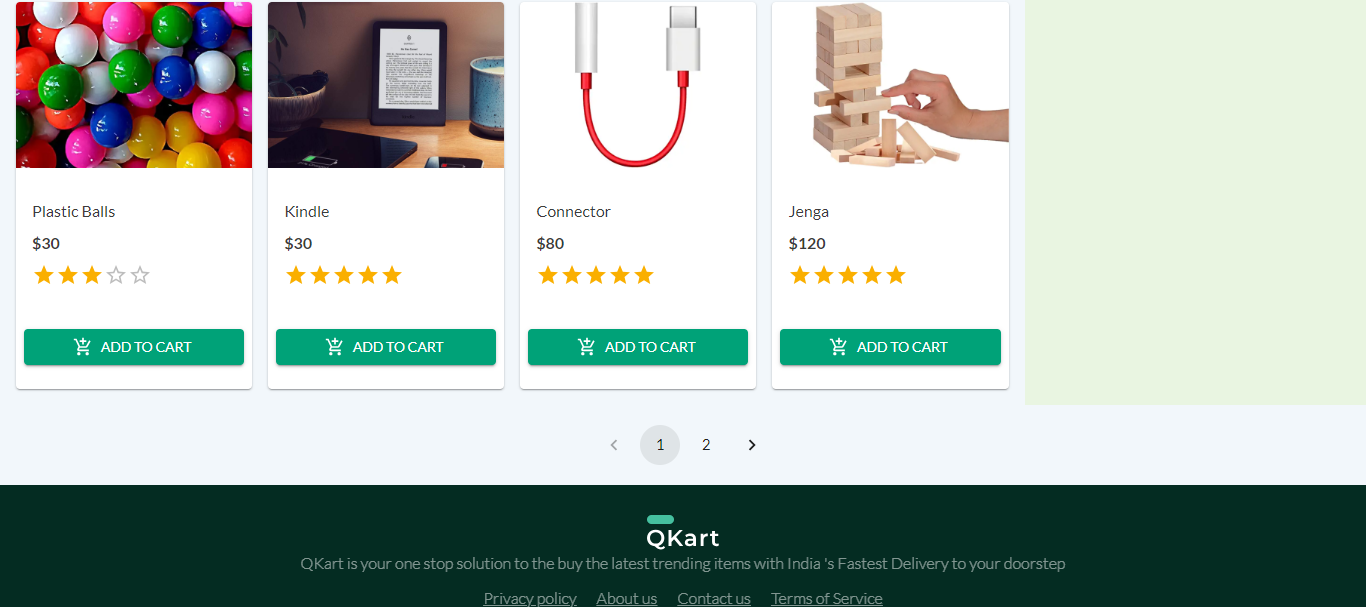 Plastic Balls
$30
ADD TO CART
Kindle
$30
ADD TO CART
Connector
$80
ADD TO CART
Jenga
$120
ADD TO CART
1 2
QKart
QKart is your one stop solution to the buy the latest trending items with India 's Fastest Delivery to your doorstep
Privacy policy About us Contact us Terms of Service